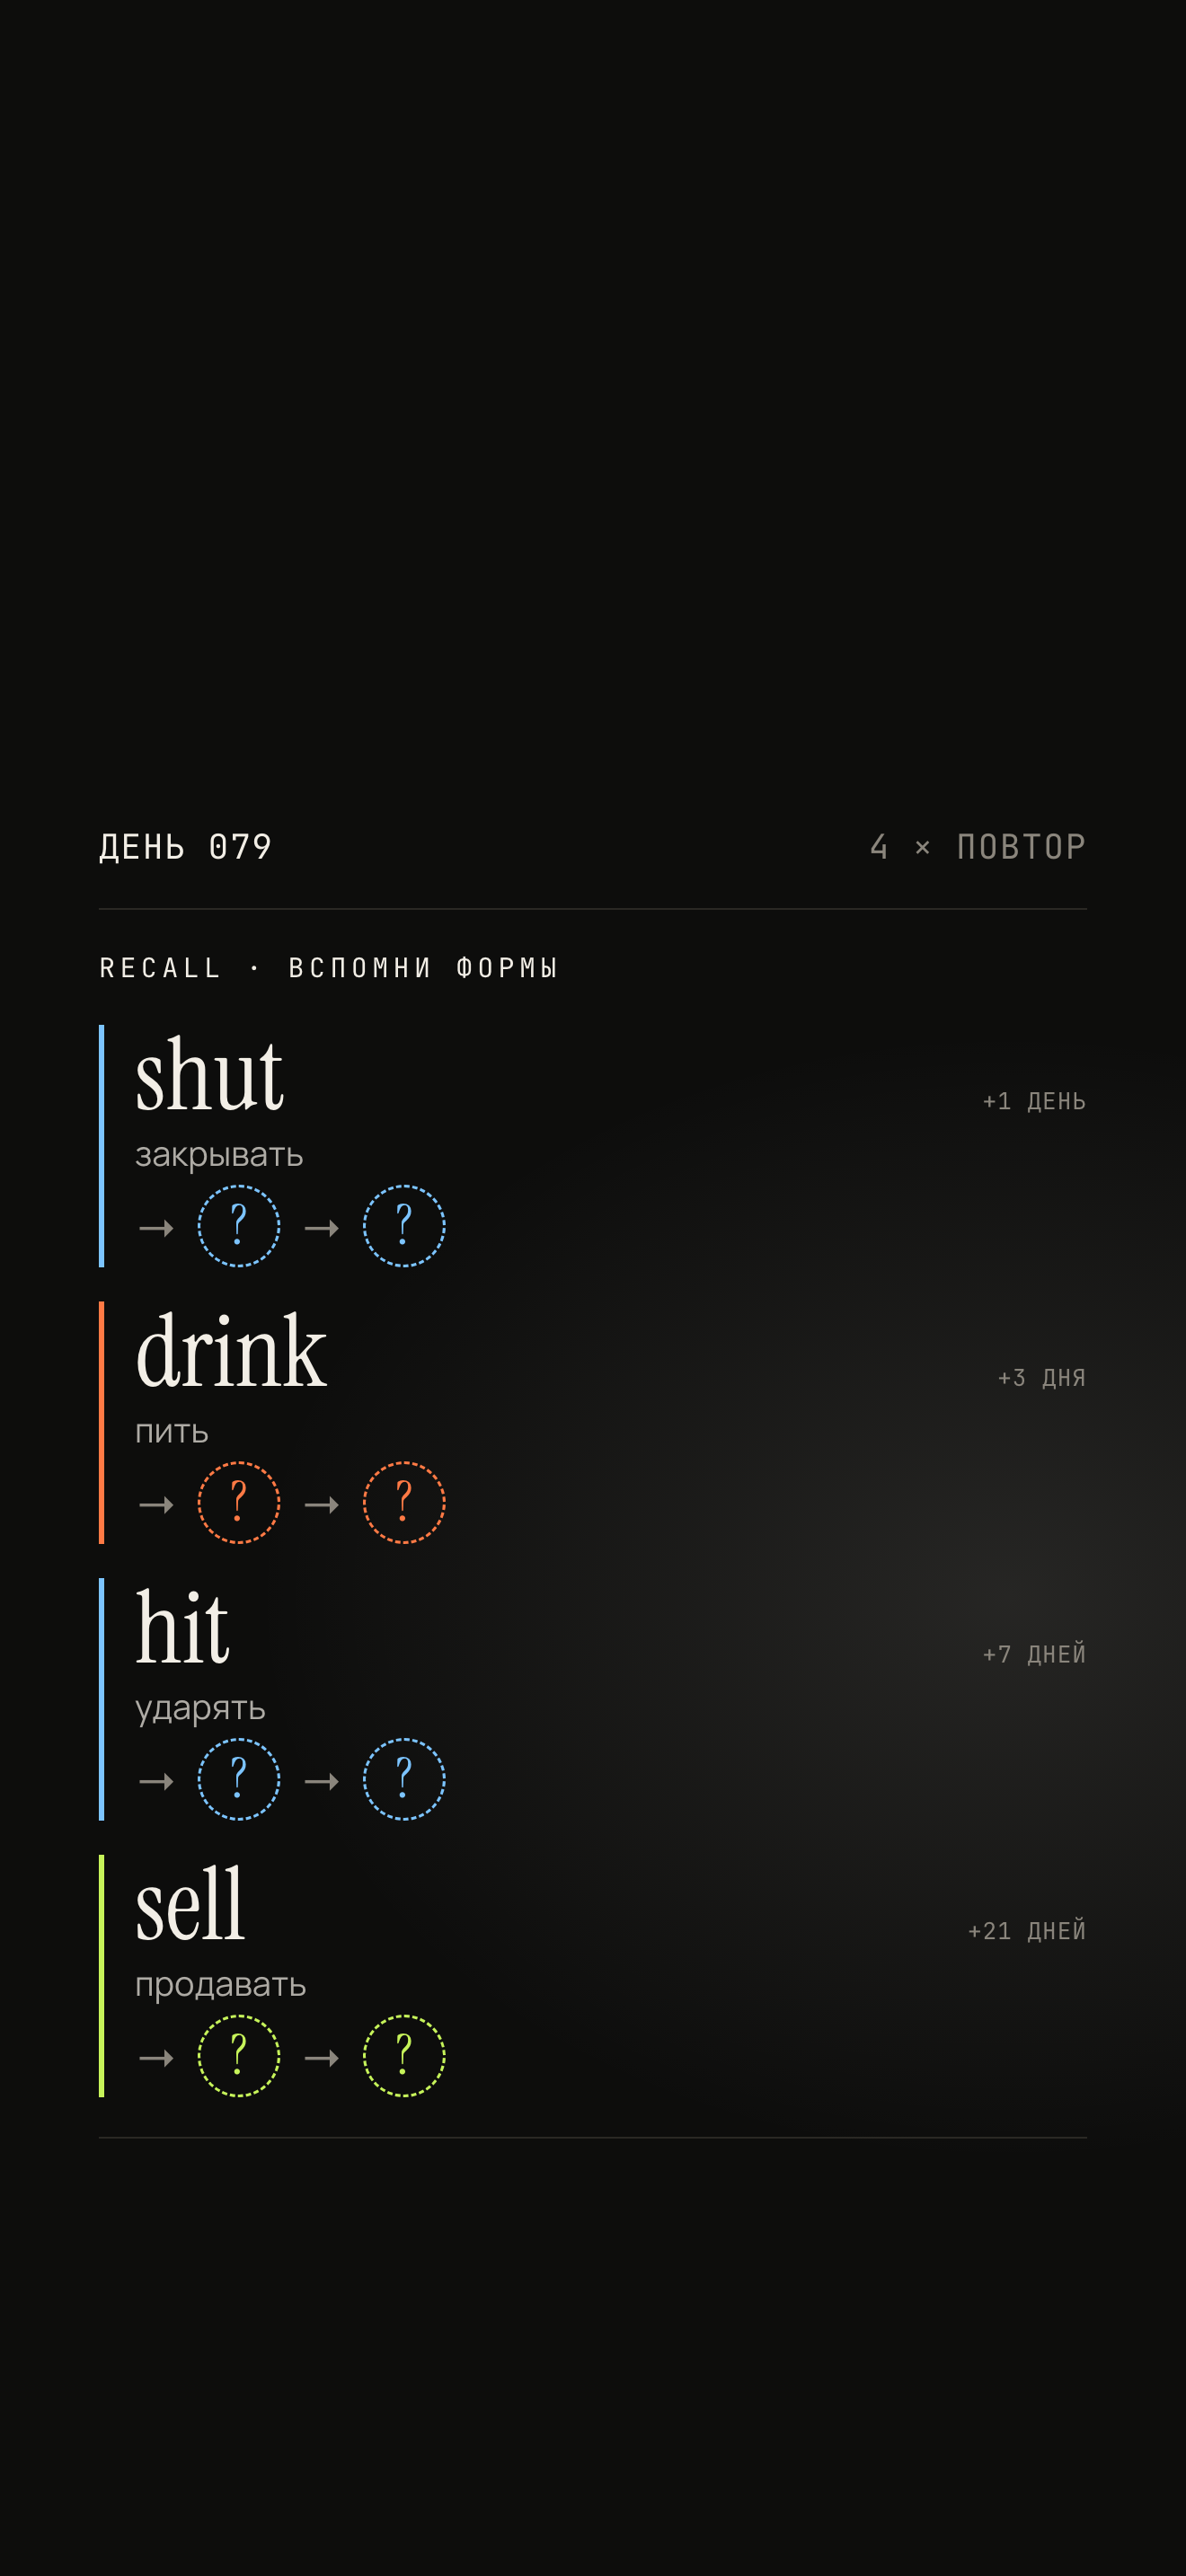 ДЕНЬ 079
4 × ПОВТОР
RECALL · ВСПОМНИ ФОРМЫ
shut
+1 ДЕНЬ
закрывать
→ ? → ?
drink
+3 ДНЯ
пить
→ ? → ?
hit
+7 ДНЕЙ
ударять
→ ? → ?
sell
+21 ДНЕЙ
продавать
→ ? → ?